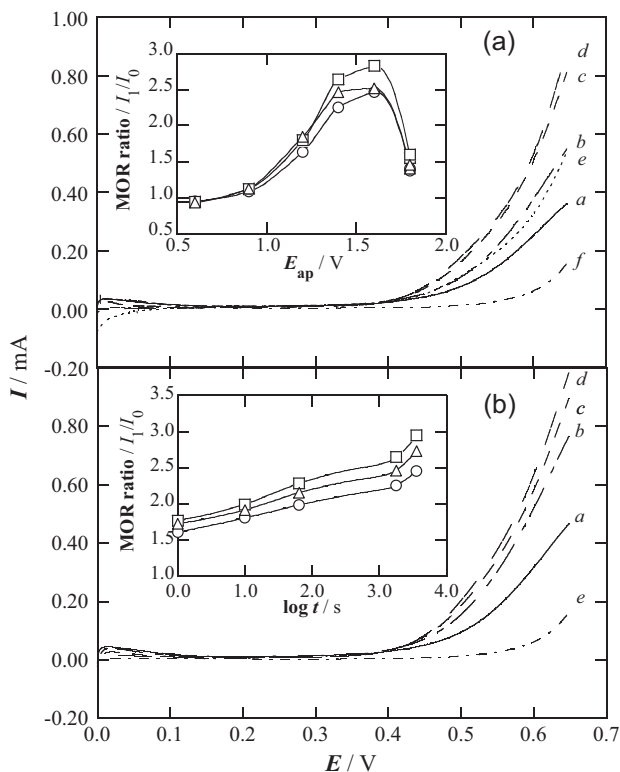 (a)
1.00
0.80
0.60
0.40
0.20
0.00
-0.20
d
c
b
e
a
f
MOR ratio / I1/I0
3.0
2.5
2.0
1.5
1.0
0.5
0.5
1.0
1.5
2.0
Eap / V
I / mA
(b)
0.80
0.60
0.40
0.20
0.00
-0.20
d
c
b
a
e
MOR ratio / I1/I0
3.5
3.0
2.5
2.0
1.5
1.0
0.0
1.0
2.0
3.0
4.0
log t / s
0.0
0.1
0.2
0.3
0.4
0.5
0.6
0.7
E / V